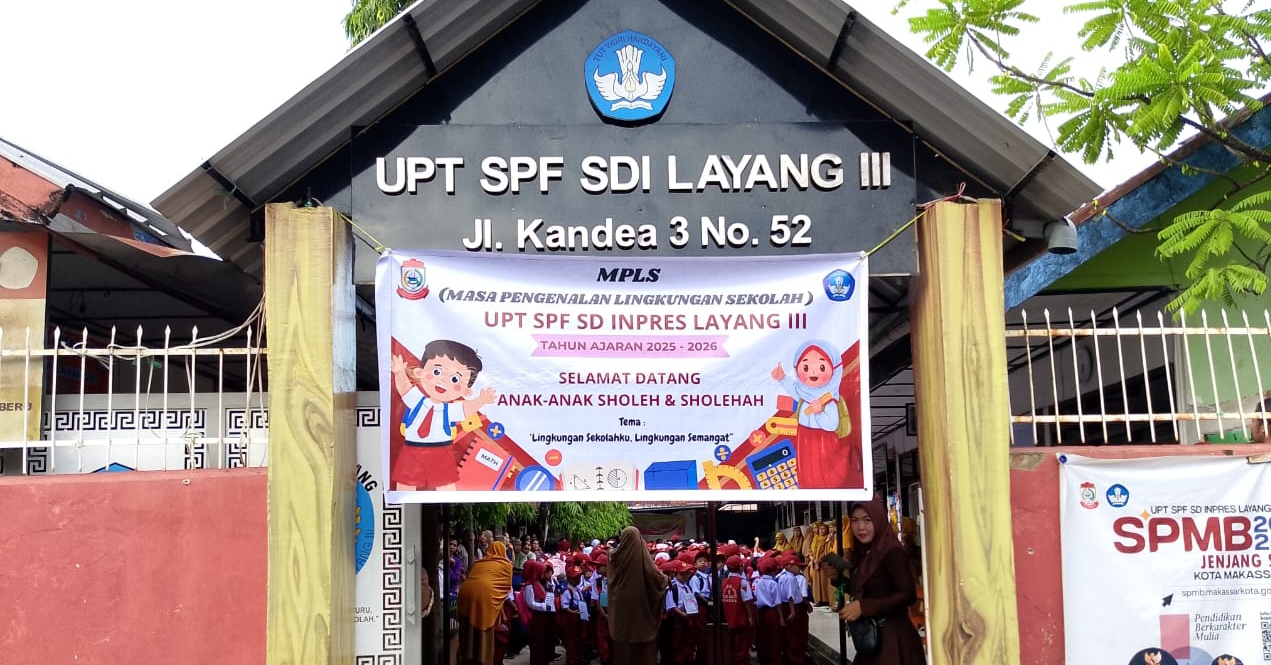 TUT WURI HANDAYANI
UPT SPF SDI LAYANG III
Jl. Kandea 3 No. 52
MPLS
(MASA PENGENALAN LINGKUNGAN SEKOLAH)
UPT SPF SD INPRES LAYANG III
TAHUN AJARAN 2025 - 2026
SELAMAT DATANG
ANAK-ANAK SHOLEH & SHOLEHAH
Tema :
"Lingkungan Sekolahku, Lingkungan Semangat"
MATH
BERU
UPT SPF SD INPRES LAYANG
SPMB
JENJANG
KOTA MAKASS
spmb.makassarkota.go
Pendidikan
Berkarakter
Mulia